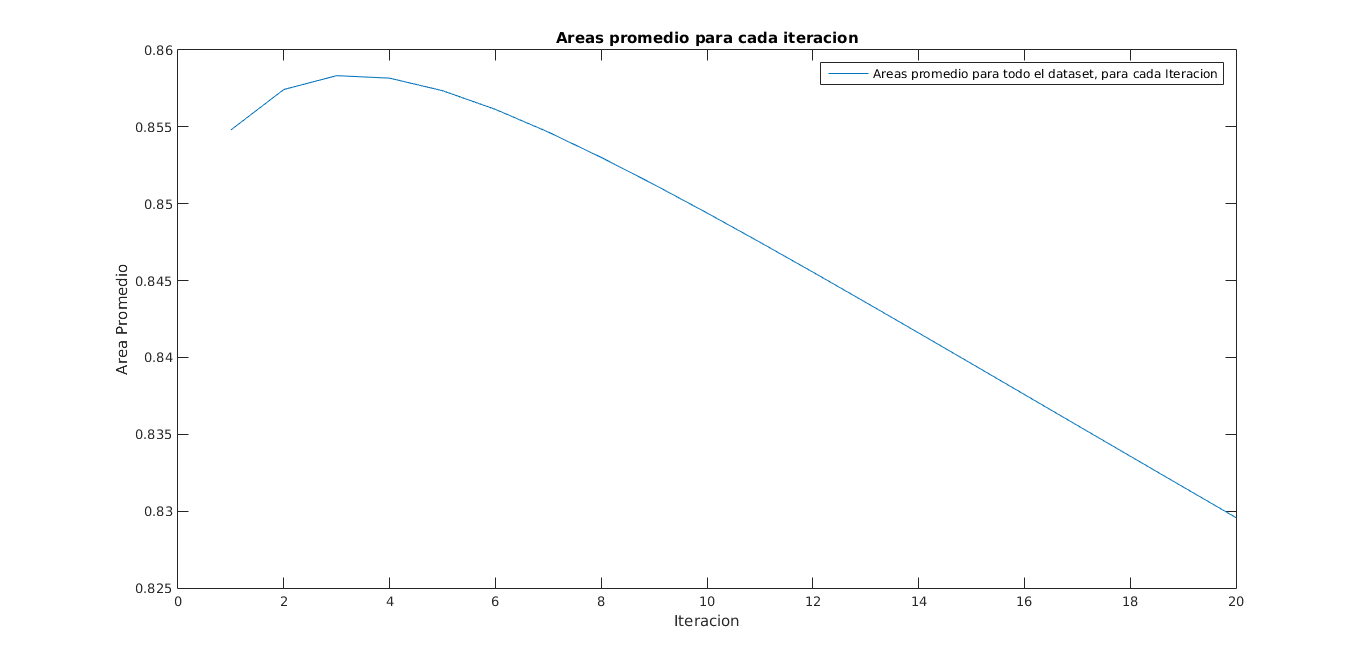 Areas promedio para cada iteracion
Areas promedio para todo el dataset, para cada Iteracion
0.86
0.855
0.85
0.845
0.84
0.835
0.83
0.825
Area Promedio
0 2 4 6 8 10 12 14 16 18 20
Iteracion